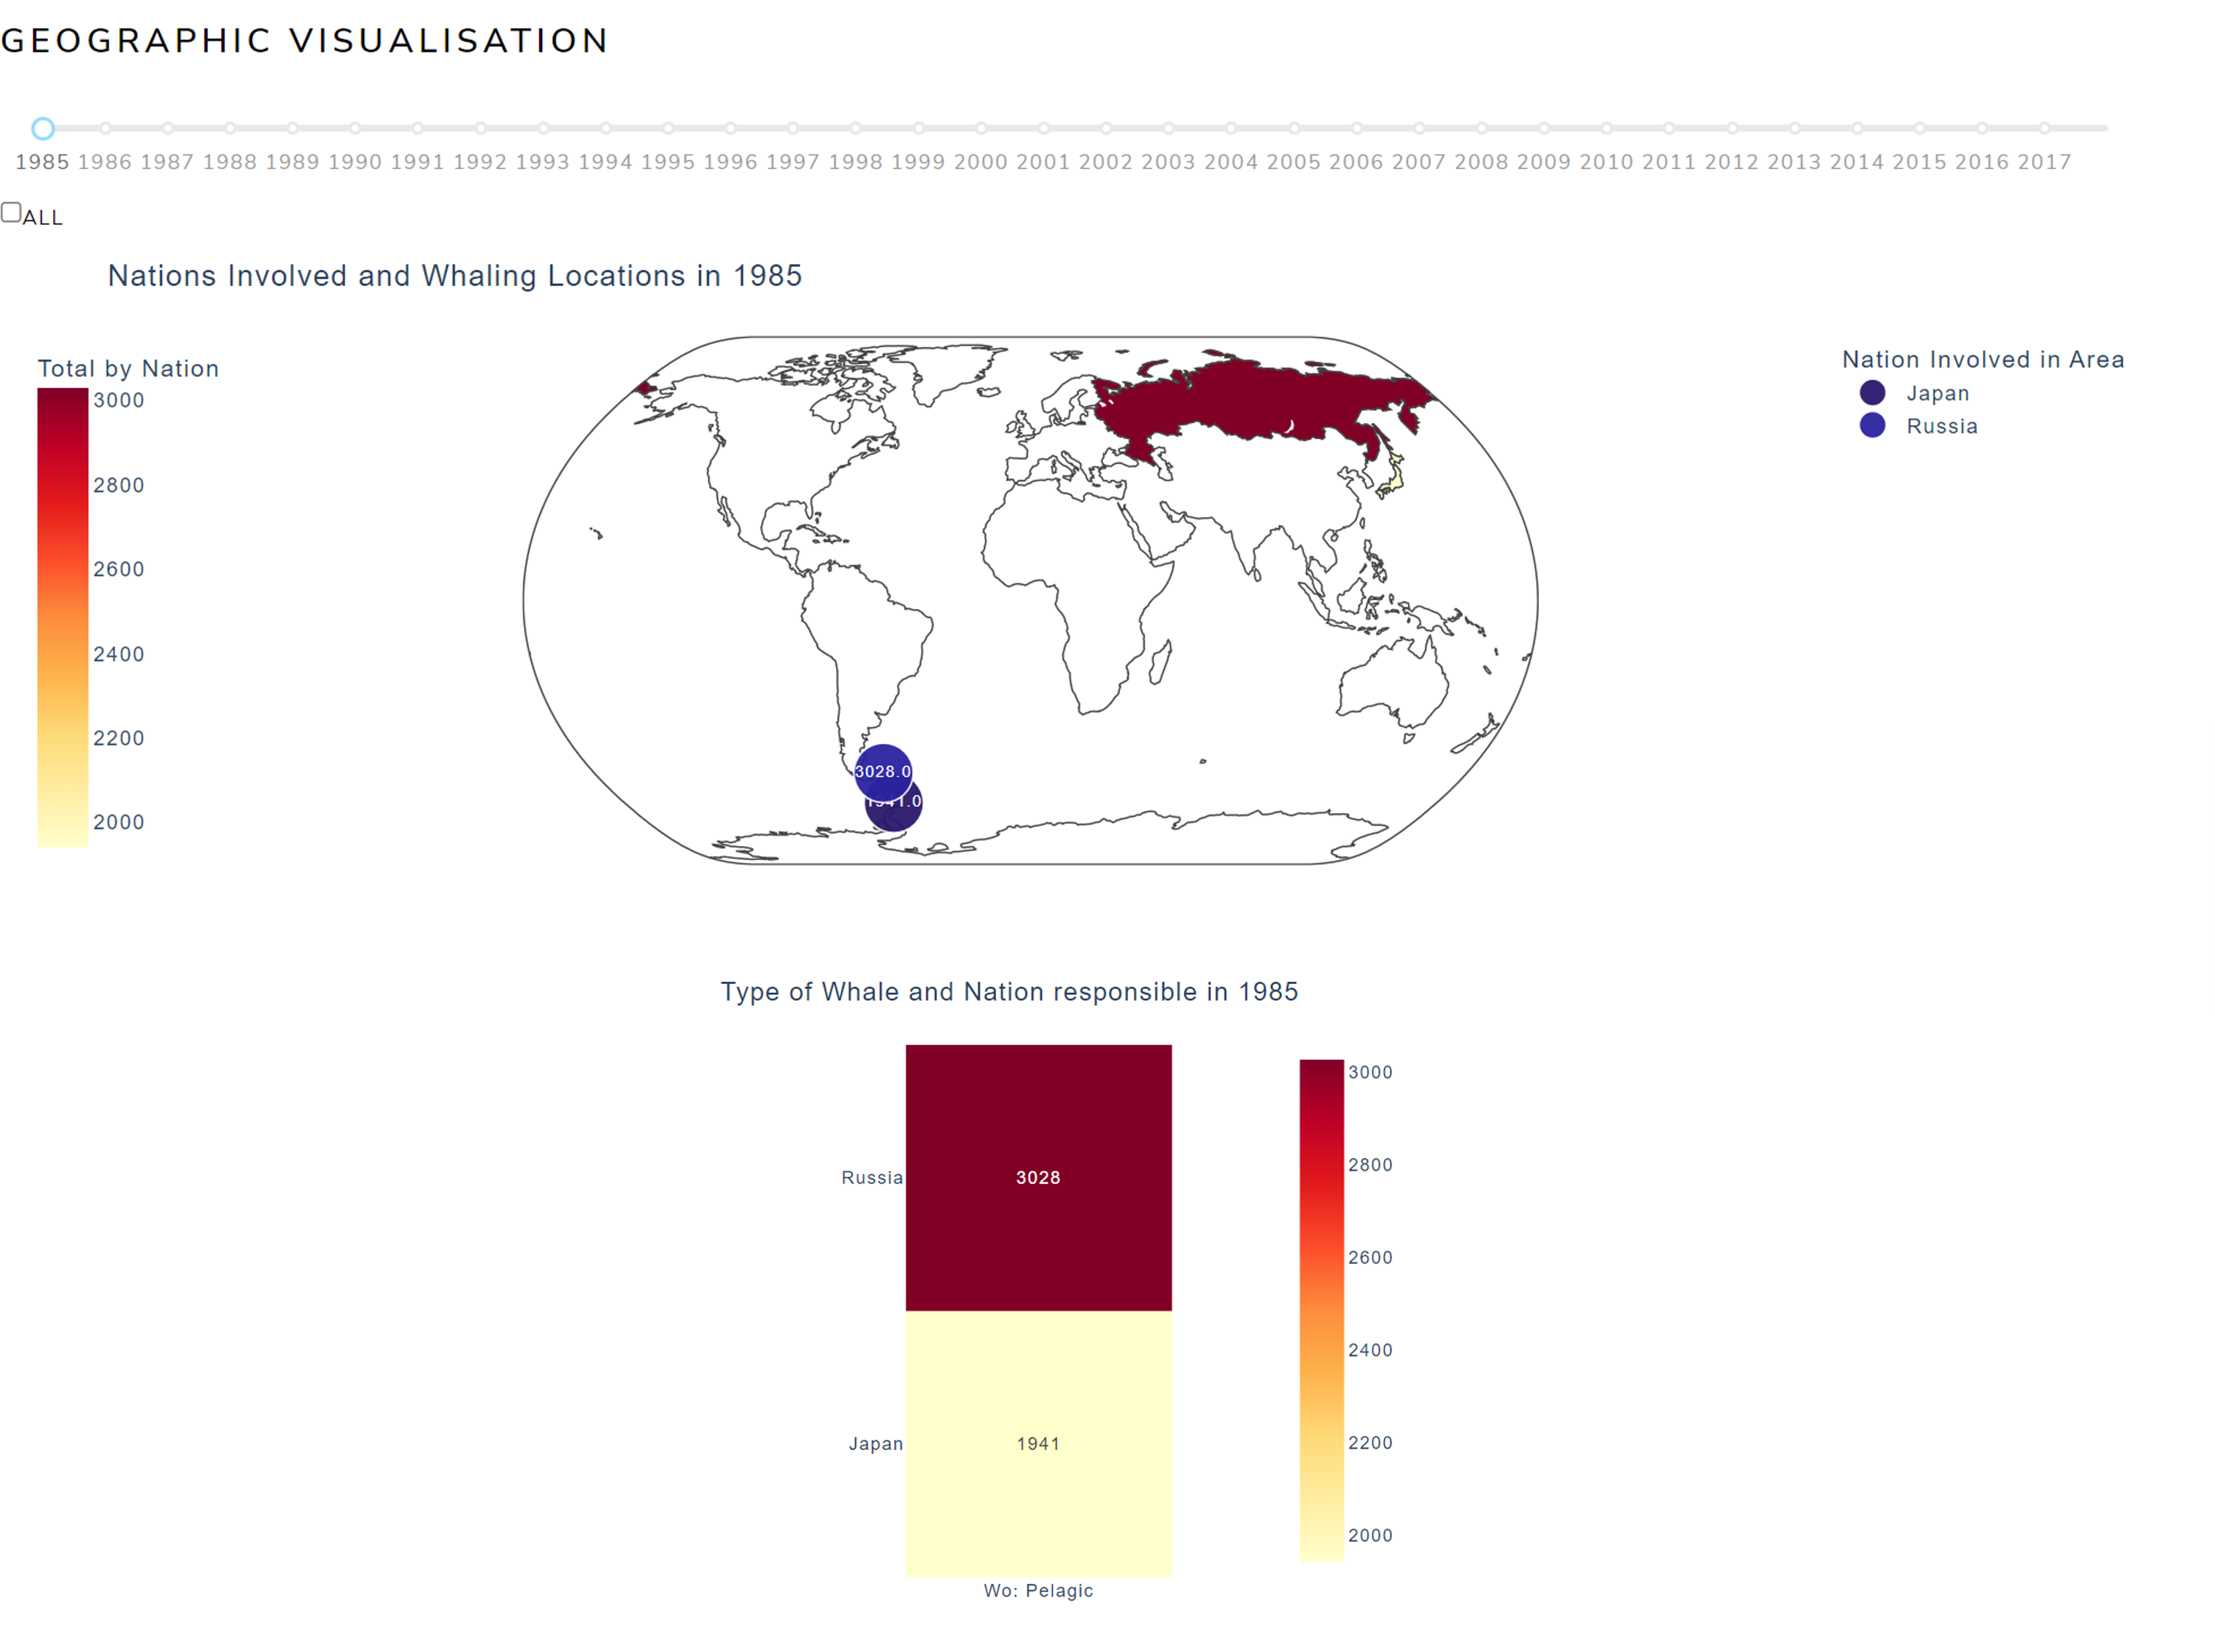 GEOGRAPHIC VISUALISATION
1985 1986 1987 1988 1989 1990 1991 1992 1993 1994 1995 1996 1997 1998 1999 2000 2001 2002 2003 2004 2005 2006 2007 2008 2009 2010 2011 2012 2013 2014 2015 2016 2017
ALL
Nations Involved and Whaling Locations in 1985
Total by Nation
3000
2800
2600
2400
2200
2000
Nation Involved in Area
Japan
Russia
3028.0
1941.0
Type of Whale and Nation responsible in 1985
Russia
3028
Japan
1941
Wo: Pelagic
3000
2800
2600
2400
2200
2000